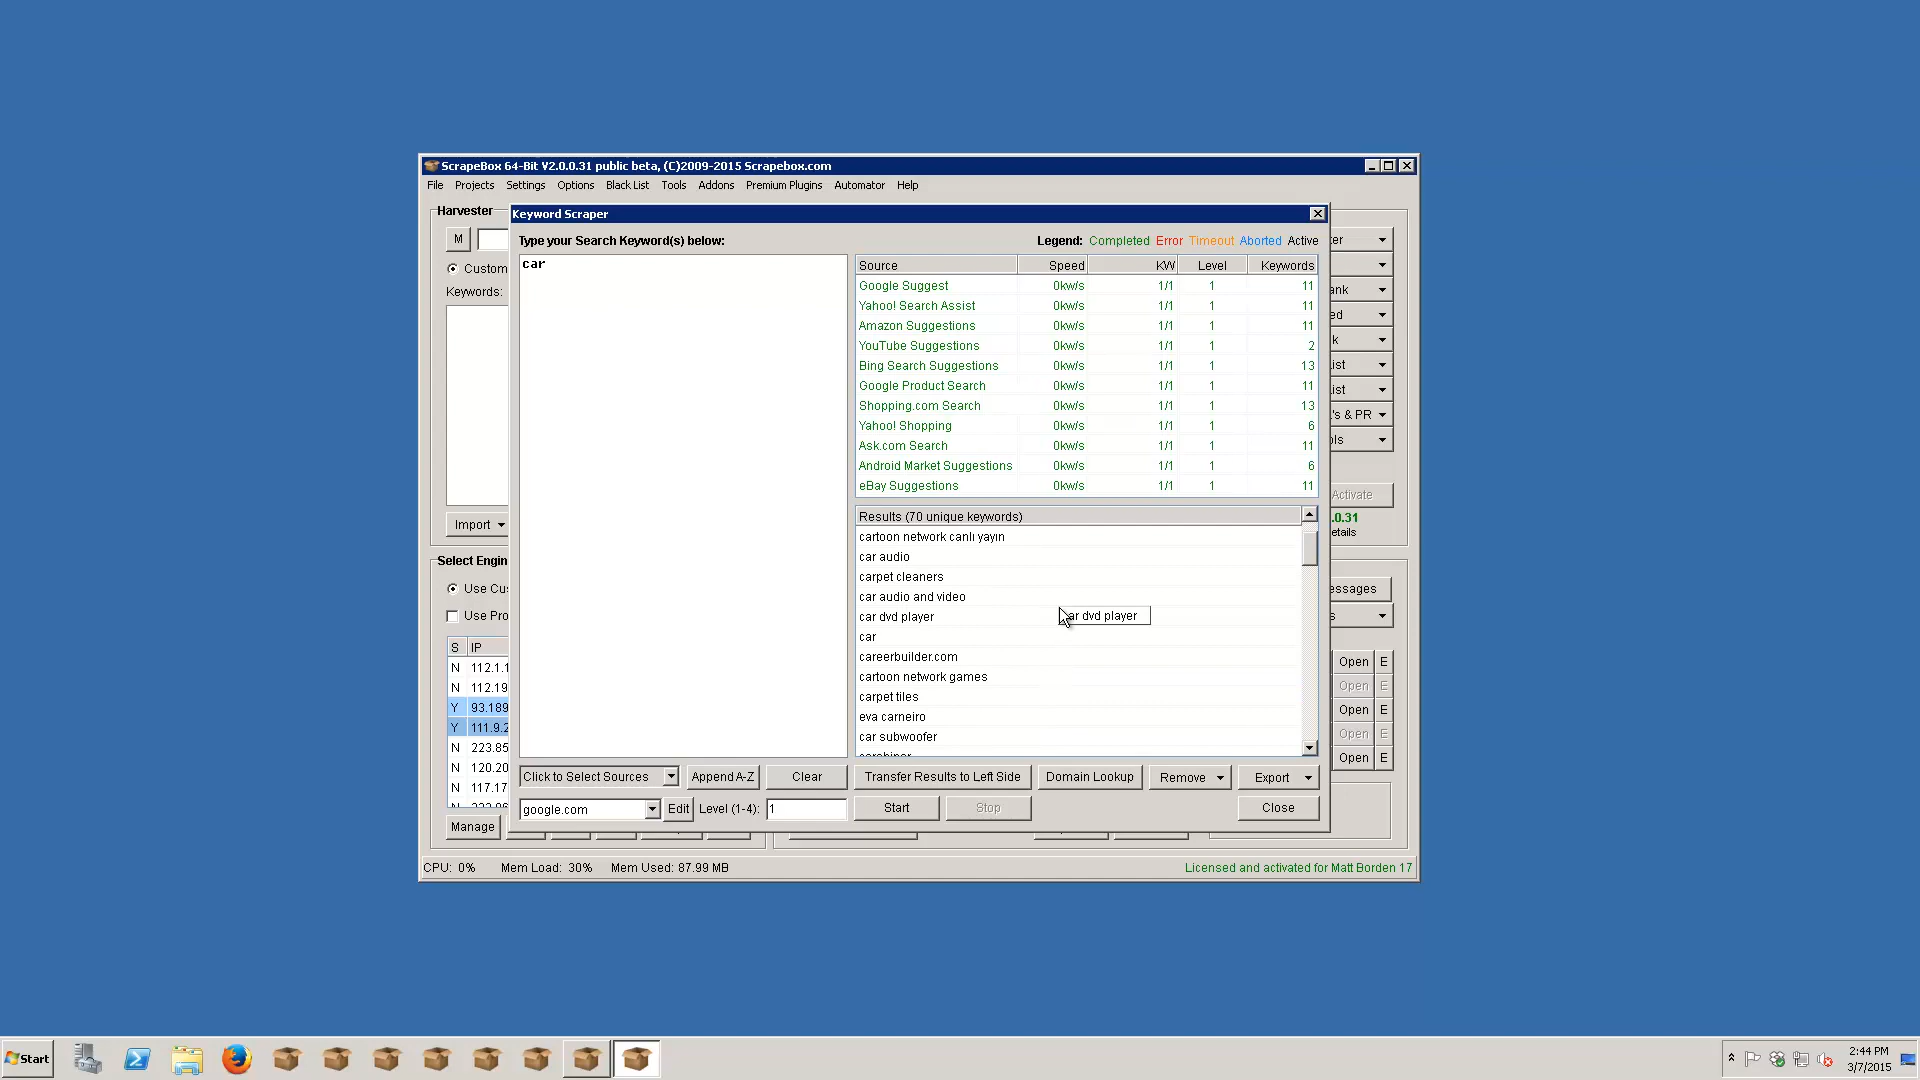 ScrapeBox 64-Bit V2.0.0.31 public beta, (C)2009-2015 Scrapebox.com
File Projects Settings Options Black List Tools Addons Premium Plugins Automator Help
Harvester
Keyword Scraper
M
Custom
Keywords:
Type your Search Keyword(s) below:
Legend: Completed Error Timeout Aborted Active
car
Source Speed KW Level Keywords
Google Suggest 0kw/s 1/1 1 11
Yahoo! Search Assist 0kw/s 1/1 1 11
Amazon Suggestions 0kw/s 1/1 1 11
YouTube Suggestions 0kw/s 1/1 1 2
Bing Search Suggestions 0kw/s 1/1 1 13
Google Product Search 0kw/s 1/1 1 11
Shopping.com Search 0kw/s 1/1 1 13
Yahoo! Shopping 0kw/s 1/1 1 6
Ask.com Search 0kw/s 1/1 1 11
Android Market Suggestions 0kw/s 1/1 1 6
eBay Suggestions 0kw/s 1/1 1 11
's & PR
Activate
.0.31
etails
Import
Results (70 unique keywords)
cartoon network canlı yayın
car audio
carpet cleaners
car audio and video
car dvd player
ar dvd player
car
careerbuilder.com
cartoon network games
carpet tiles
eva carneiro
car subwoofer
Select Engin
Use Cus
Use Pro
essages
S IP
N 112.1.1
N 112.19
Y 93.189
Y 111.9.2
N 223.85
N 120.20
N 117.17
Open E
Open E
Open E
Open E
Open E
Manage
Click to Select Sources Append A-Z Clear Transfer Results to Left Side Domain Lookup Remove Export
google.com Edit Level (1-4): 1 Start Stop Close
CPU: 0% Mem Load: 30% Mem Used: 87.99 MB Licensed and activated for Matt Borden 17
Start
2:44 PM
3/7/2015